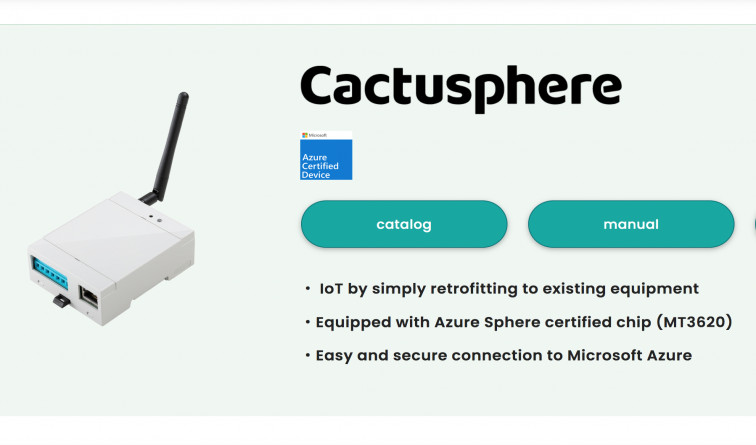 Cactusphere
Microsoft
Azure
Certified
Device
catalog
manual
・ IoT by simply retrofitting to existing equipment
・Equipped with Azure Sphere certified chip (MT3620)
・Easy and secure connection to Microsoft Azure